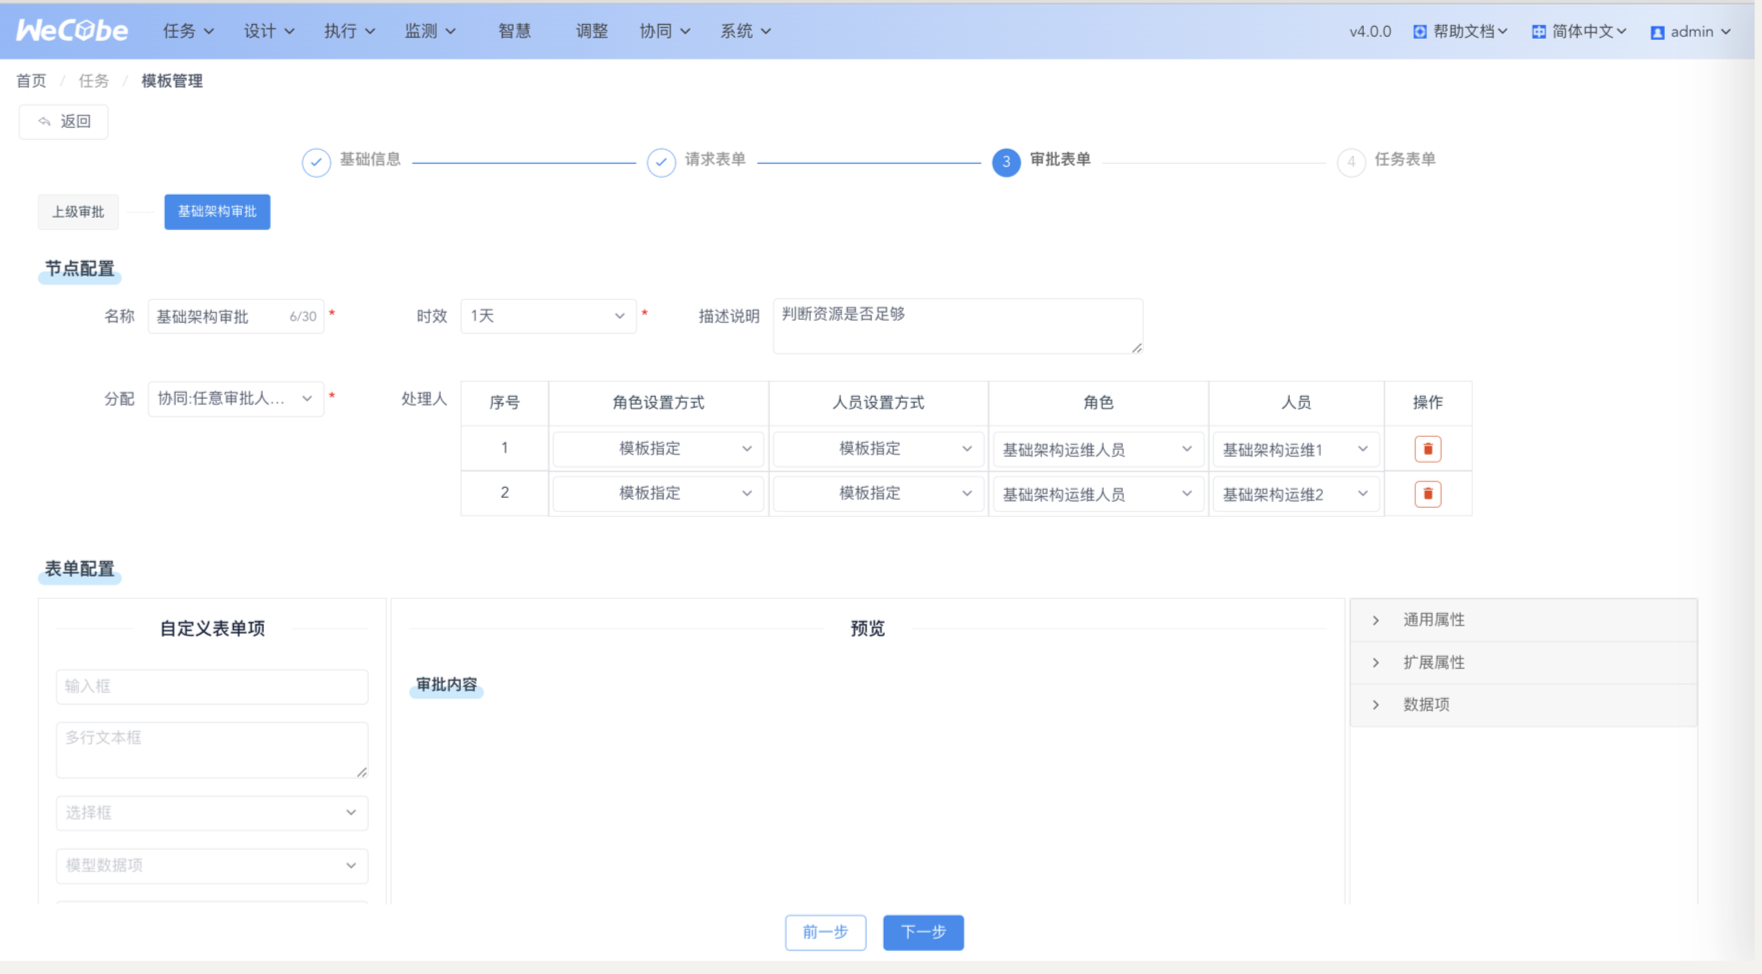 WeCube 任务 设计 执行 监测 智慧 调整 协同 系统 v4.0.0 帮助文档 简体中文 admin
首页 / 任务 / 模板管理
返回
基础信息 请求表单 3 审批表单 4 任务表单
上级审批 基础架构审批
节点配置
名称 基础架构审批 6/30 * 时效 1天 * 描述说明 判断资源是否足够
分配 协同:任意审批人... * 处理人 序号 角色设置方式 人员设置方式 角色 人员 操作
1 模板指定 模板指定 基础架构运维人员 基础架构运维1
2 模板指定 模板指定 基础架构运维人员 基础架构运维2
表单配置
自定义表单项 预览 通用属性
扩展属性
输入框 审批内容 数据项
多行文本框
选择框
模型数据项
前一步 下一步